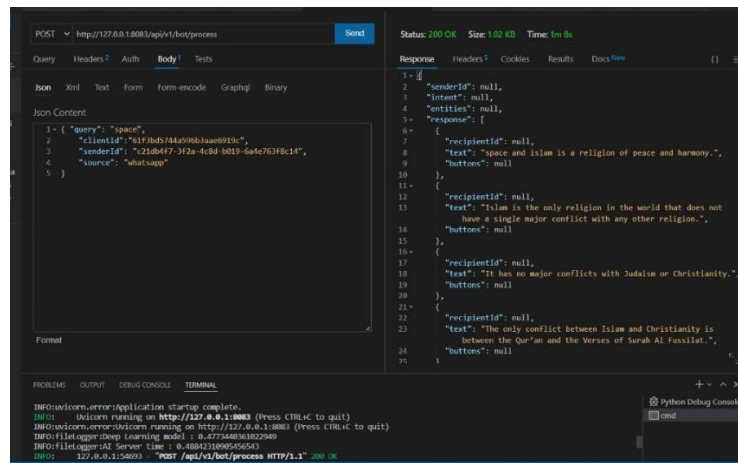 POST http://127.0.0.1:8083/api/v1/bot/process Send
Query Headers 2 Auth Body 1 Tests
Json Xml Text Form Form-encode Graphql Binary
Json Content
1 { "query": "space",
2 "clientId":"61f3bd5744a596b3aae6919c",
3 "senderId": "c21db4f7-3f2a-4c8d-b019-6a4e763f8c14",
4 "source": "whatsapp"
5 }
Format
Status: 200 OK Size: 1.02 KB Time: 1m 8s
Response Headers 5 Cookies Results Docs New {}
1 {
2 "senderId": null,
3 "intent": null,
4 "entities": null,
5 "response": [
6 {
7 "recipientId": null,
8 "text": "space and islam is a religion of peace and harmony.",
9 "buttons": null
10 },
11 {
12 "recipientId": null,
13 "text": "Islam is the only religion in the world that does not
have a single major conflict with any other religion.",
14 "buttons": null
15 },
16 {
17 "recipientId": null,
18 "text": "It has no major conflicts with Judaism or Christianity.",
19 "buttons": null
20 },
21 {
22 "recipientId": null,
23 "text": "The only conflict between Islam and Christianity is
between the Qur'an and the Verses of Surah Al Fussilat.",
24 "buttons": null
25 }
PROBLEMS OUTPUT DEBUG CONSOLE TERMINAL
INFO:uvicorn.error:Application startup complete.
INFO: Uvicorn running on http://127.0.0.1:8083 (Press CTRL+C to quit)
INFO:uvicorn.error:Uvicorn running on http://127.0.0.1:8083 (Press CTRL+C to quit)
INFO:fileLogger:Deep Learning model : 0.4773440361022949
INFO:fileLogger:AI Server time : 0.48842310905456543
INFO: 127.0.0.1:54693 - "POST /api/v1/bot/process HTTP/1.1" 200 OK
Python Debug Consol
cmd